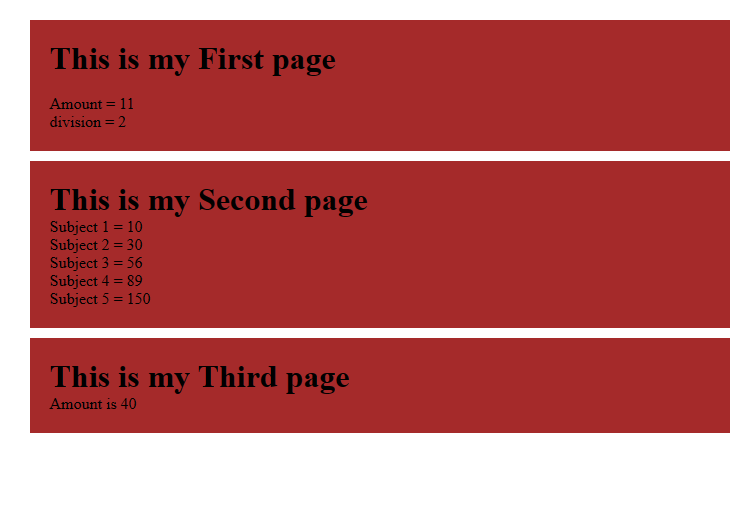 This is my First page
Amount = 11
division = 2
This is my Second page
Subject 1 = 10
Subject 2 = 30
Subject 3 = 56
Subject 4 = 89
Subject 5 = 150
This is my Third page
Amount is 40